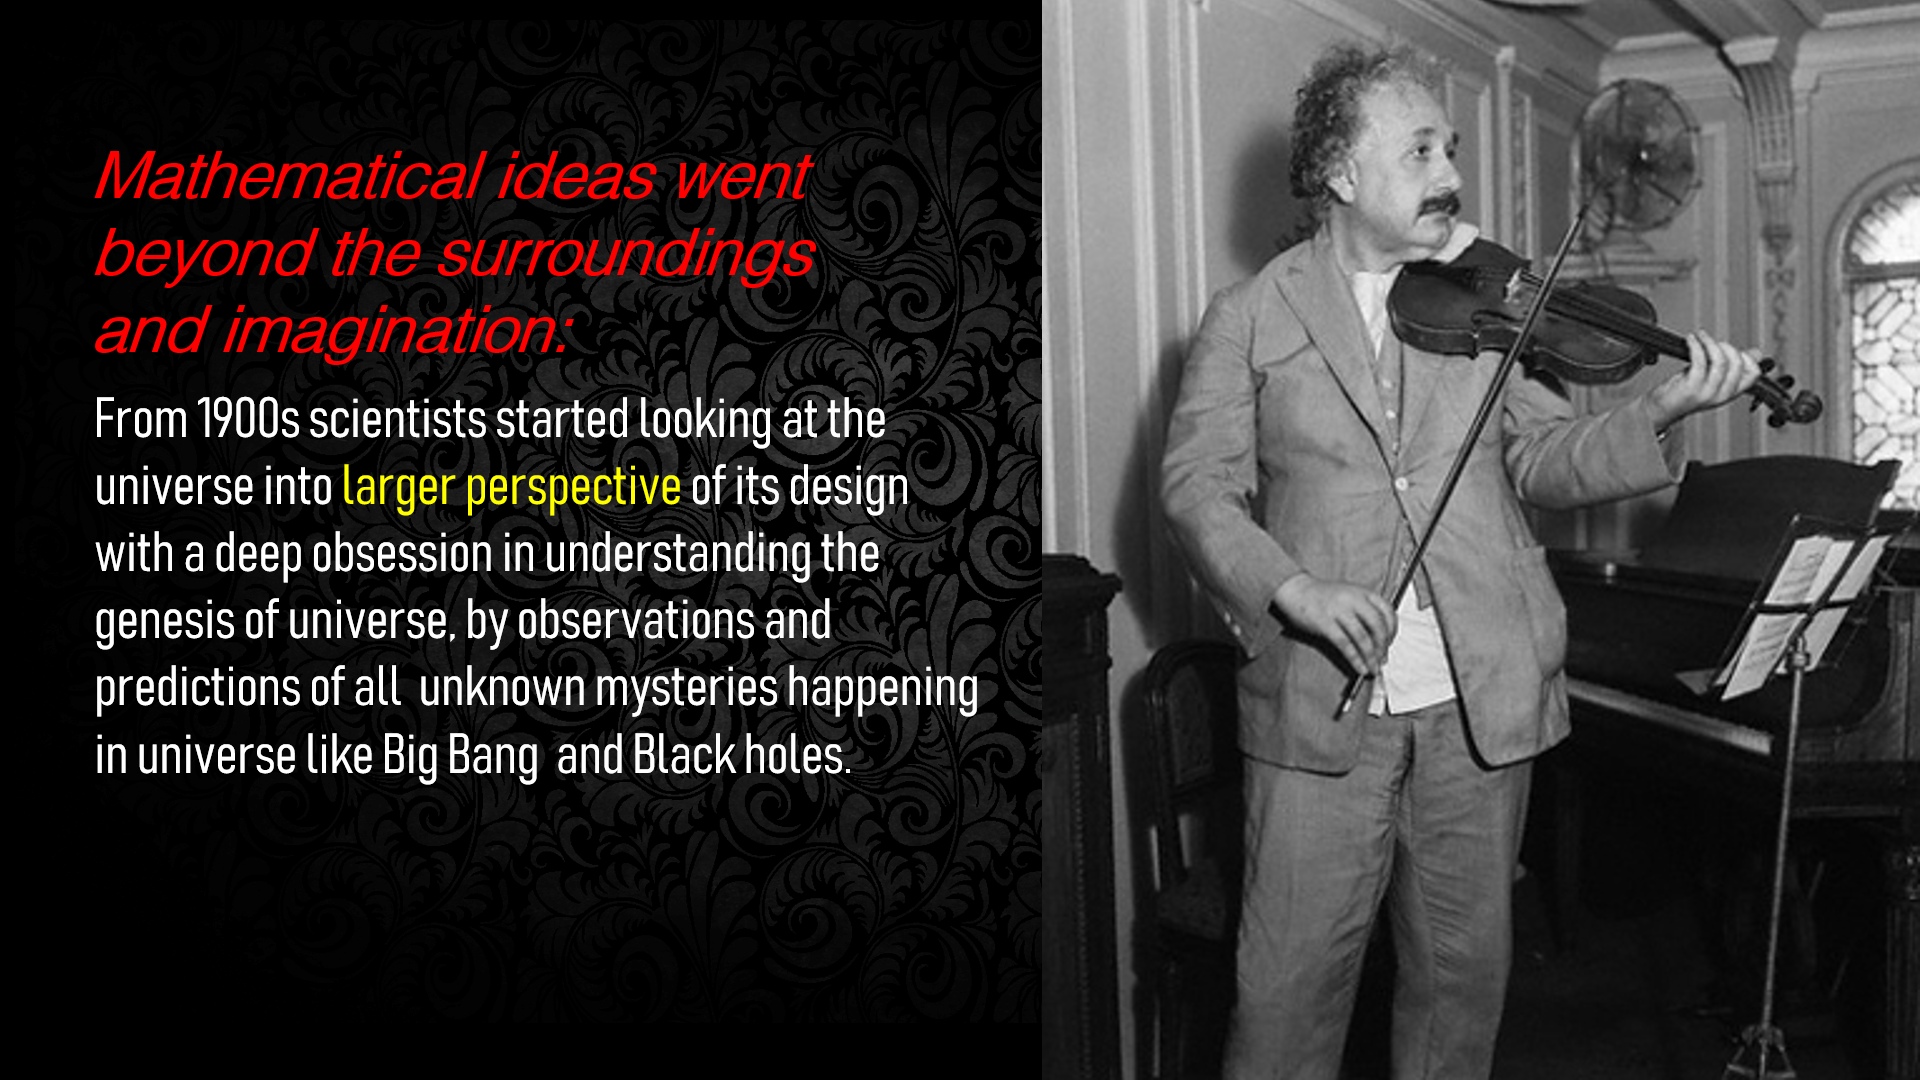 Mathematical ideas went
beyond the surroundings
and imagination:
From 1900s scientists started looking at the
universe into larger perspective of its design
with a deep obsession in understanding the
genesis of universe, by observations and
predictions of all  unknown mysteries happening
in universe like Big Bang  and Black holes.